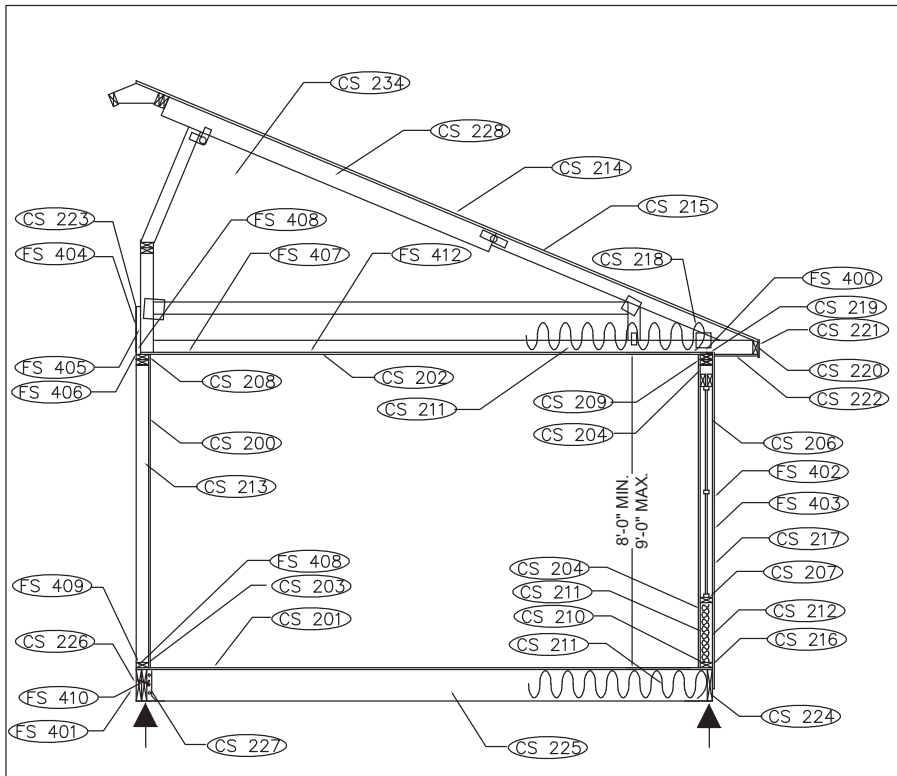 CS 234
CS 228
CS 214
CS 215
CS 223
FS 408
FS 404
FS 407
FS 412
CS 218
FS 400
CS 219
CS 221
FS 405
FS 406
CS 208
CS 202
CS 211
CS 209
CS 220
CS 222
CS 204
CS 200
CS 206
CS 213
FS 402
8'-0" MIN.
9'-0" MAX.
FS 403
CS 217
FS 408
CS 204
CS 207
FS 409
CS 203
CS 211
CS 226
CS 201
CS 210
CS 212
CS 211
CS 216
FS 410
FS 401
CS 227
CS 225
CS 224